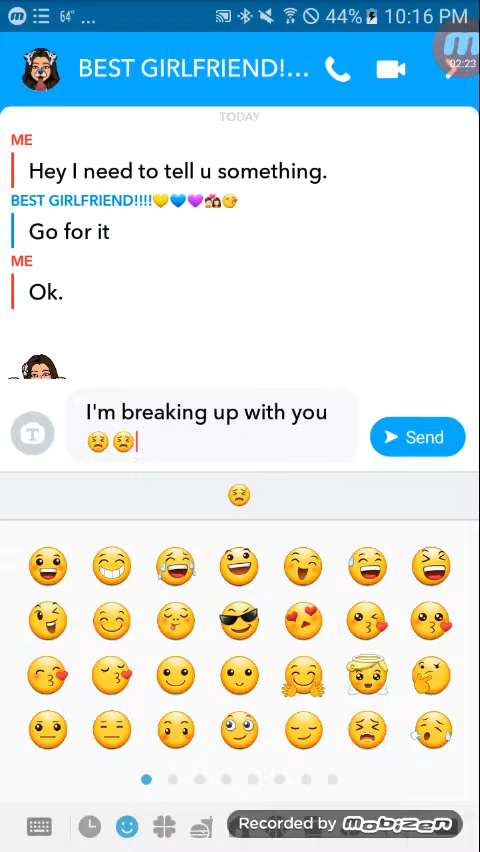 64° ...
44% 10:16 PM
BEST GIRLFRIEND!...
02:23
TODAY
ME
Hey I need to tell u something.
BEST GIRLFRIEND!!!!💛💙💜💏😘
Go for it
ME
Ok.
I'm breaking up with you
😣😣
T
Send
😣
Recorded by mobizen